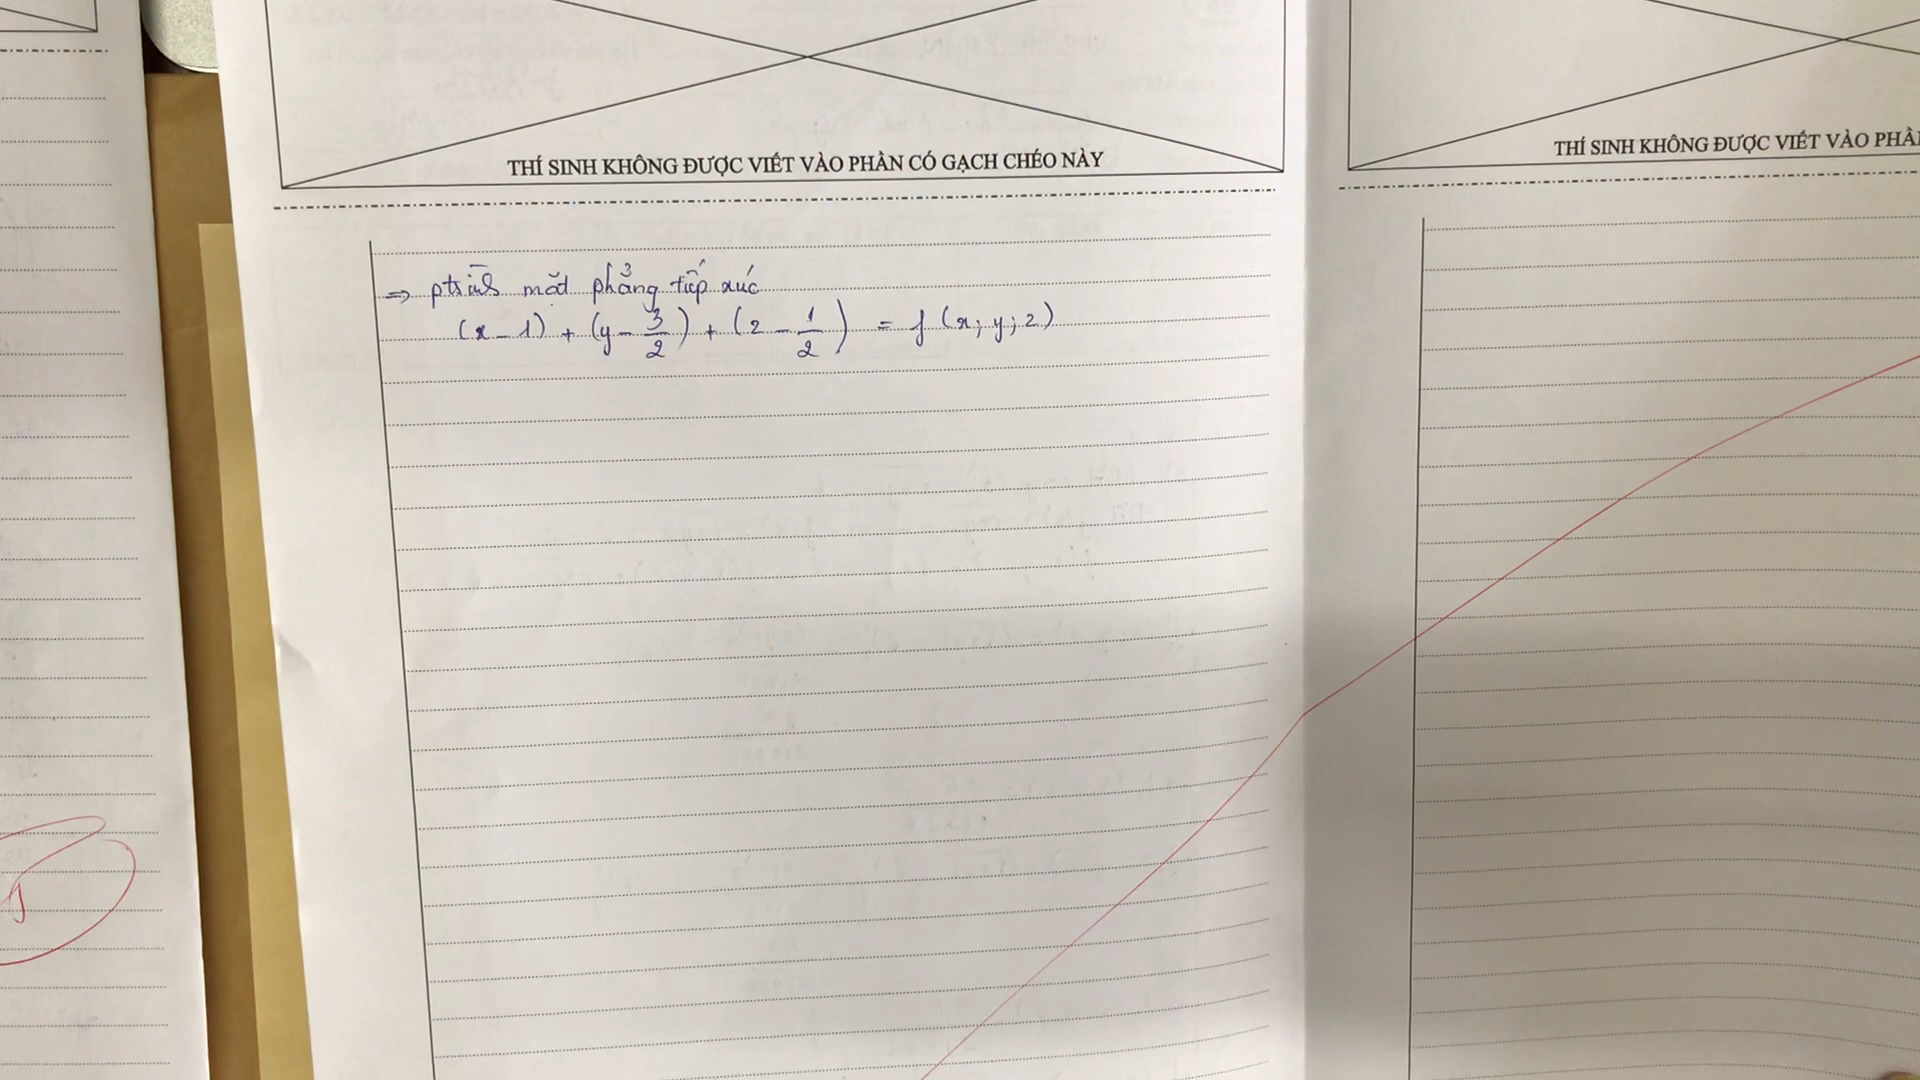 THÍ SINH KHÔNG ĐƯỢC VIẾT VÀO PHẦN CÓ GẠCH CHÉO NÀY
⇒ ptrình mặt phẳng tiếp xúc
(x - 1) + (y - 3/2) + (z - 1/2) = f (x; y; z)
THÍ SINH KHÔNG ĐƯỢC VIẾT VÀO PHẦ